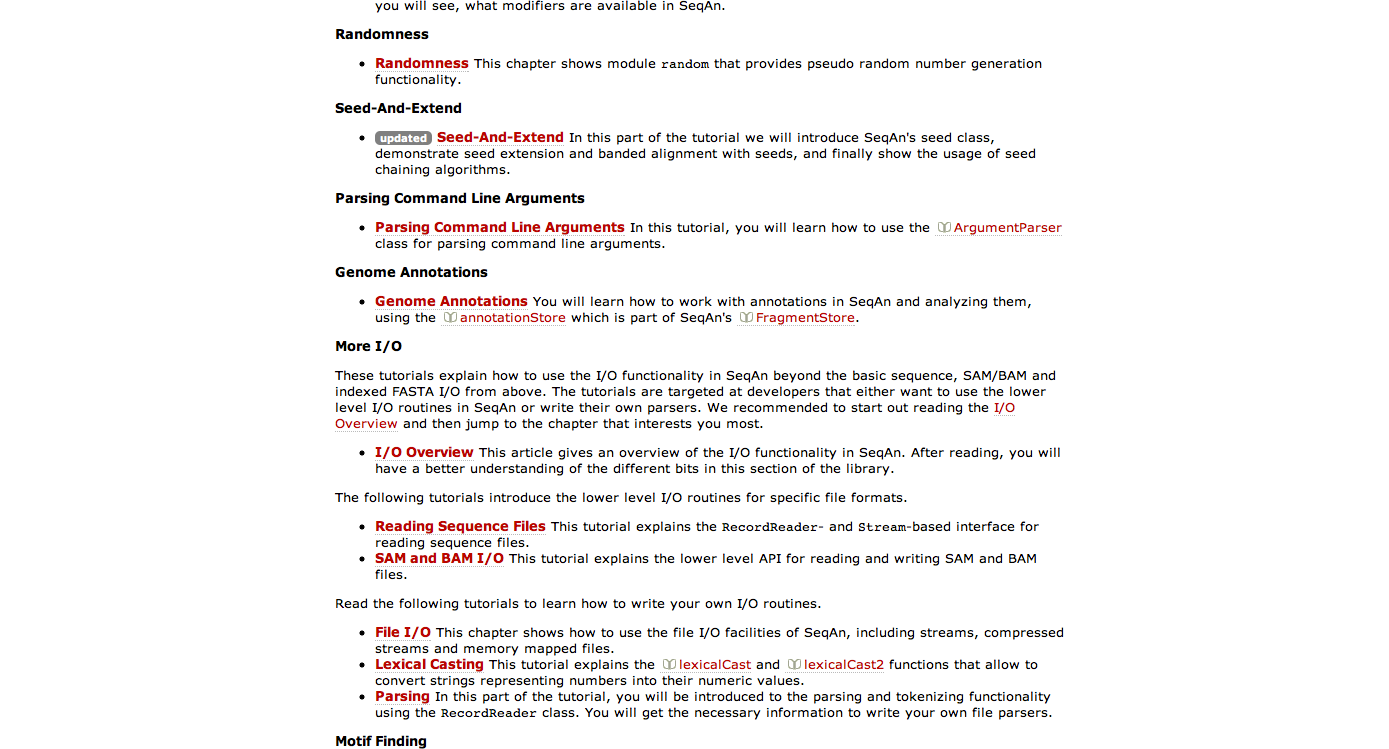 you will see, what modifiers are available in SeqAn.
Randomness
Randomness This chapter shows module random that provides pseudo random number generation
functionality.
Seed-And-Extend
updated Seed-And-Extend In this part of the tutorial we will introduce SeqAn's seed class,
demonstrate seed extension and banded alignment with seeds, and finally show the usage of seed
chaining algorithms.
Parsing Command Line Arguments
Parsing Command Line Arguments In this tutorial, you will learn how to use the ArgumentParser
class for parsing command line arguments.
Genome Annotations
Genome Annotations You will learn how to work with annotations in SeqAn and analyzing them,
using the annotationStore which is part of SeqAn's FragmentStore.
More I/O
These tutorials explain how to use the I/O functionality in SeqAn beyond the basic sequence, SAM/BAM and
indexed FASTA I/O from above. The tutorials are targeted at developers that either want to use the lower
level I/O routines in SeqAn or write their own parsers. We recommended to start out reading the I/O
Overview and then jump to the chapter that interests you most.
I/O Overview This article gives an overview of the I/O functionality in SeqAn. After reading, you will
have a better understanding of the different bits in this section of the library.
The following tutorials introduce the lower level I/O routines for specific file formats.
Reading Sequence Files This tutorial explains the RecordReader- and Stream-based interface for
reading sequence files.
SAM and BAM I/O This tutorial explains the lower level API for reading and writing SAM and BAM
files.
Read the following tutorials to learn how to write your own I/O routines.
File I/O This chapter shows how to use the file I/O facilities of SeqAn, including streams, compressed
streams and memory mapped files.
Lexical Casting This tutorial explains the lexicalCast and lexicalCast2 functions that allow to
convert strings representing numbers into their numeric values.
Parsing In this part of the tutorial, you will be introduced to the parsing and tokenizing functionality
using the RecordReader class. You will get the necessary information to write your own file parsers.
Motif Finding